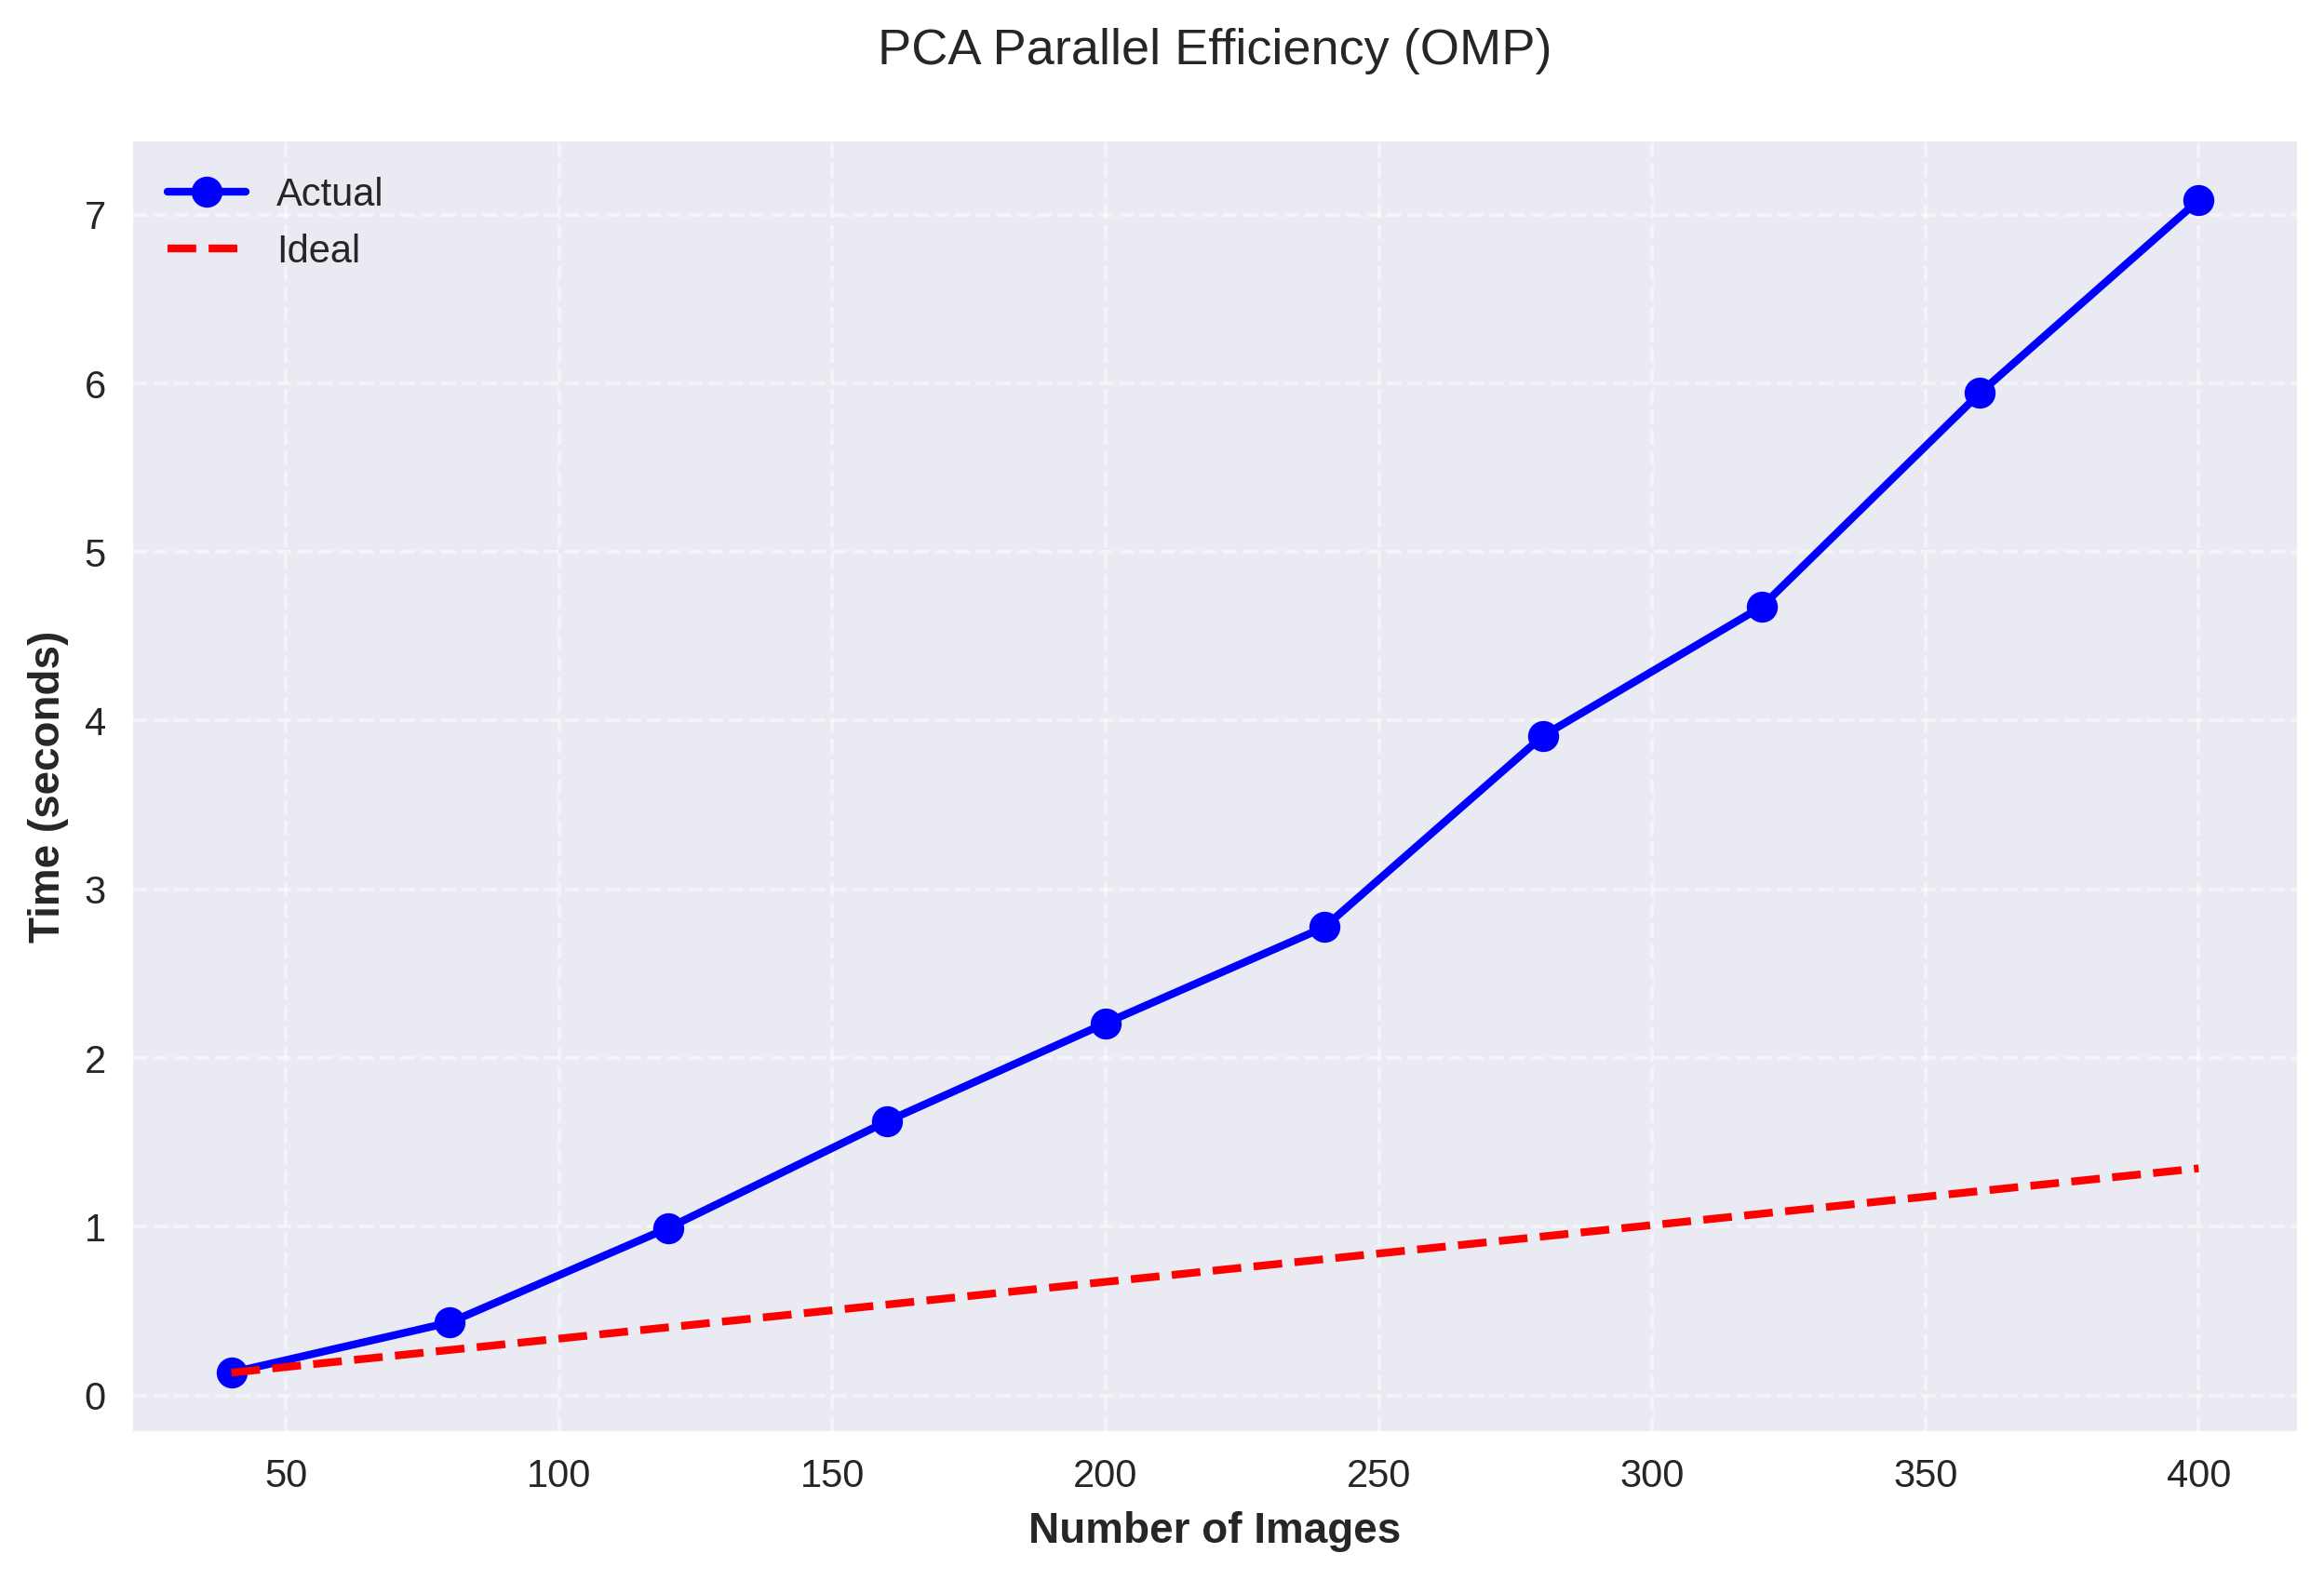 PCA Parallel Efficiency (OMP)
Actual
Ideal
7
6
5
4
3
2
1
0
Time (seconds)
50 100 150 200 250 300 350 400
Number of Images